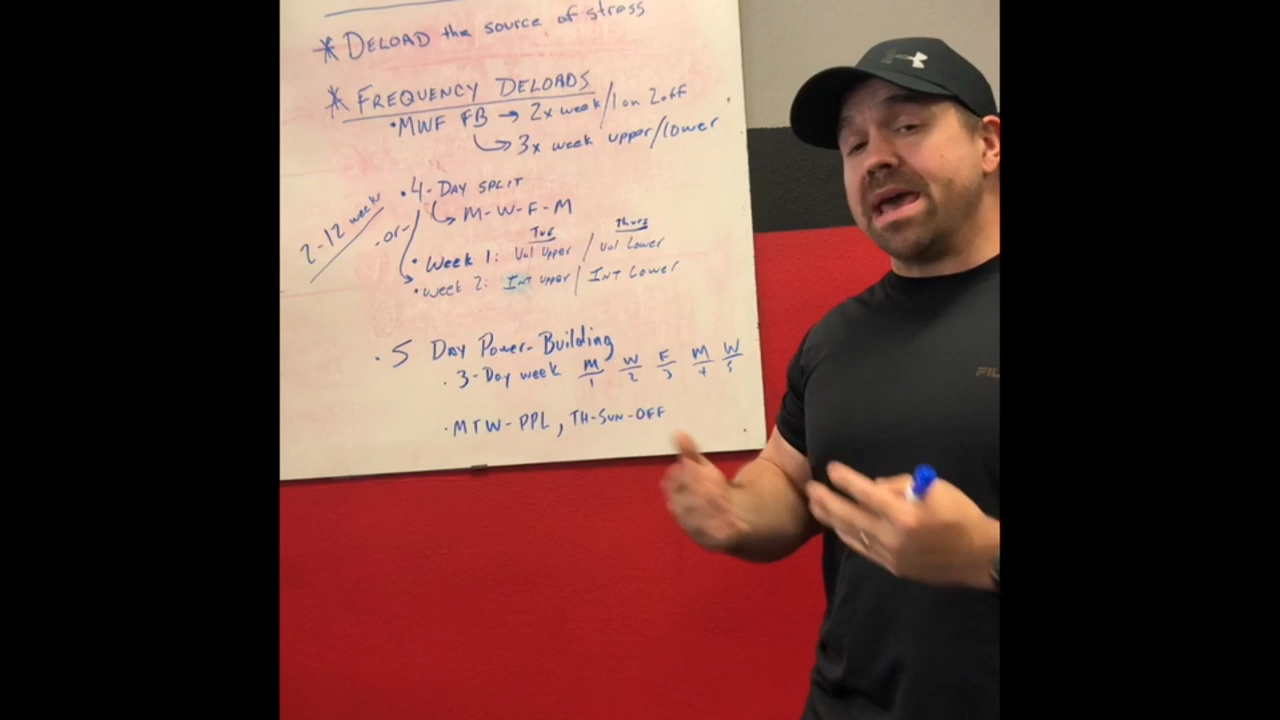 * DELOAD the source of stress
* FREQUENCY DELOADS
• MWF FB → 2x week/1 on 2 off
↳ 3x week upper/lower
• 4-DAY SPLIT
↳ M-W-F-M
2-12 week
-or-
Tue Thurs
• Week 1: Vol Upper / Vol Lower
• Week 2: INT Upper / INT Lower
• 5 DAY Power-Building
• 3-Day week M W F M W
1 2 3 4 5
• MTW-PPL, TH-SUN-OFF
FIL